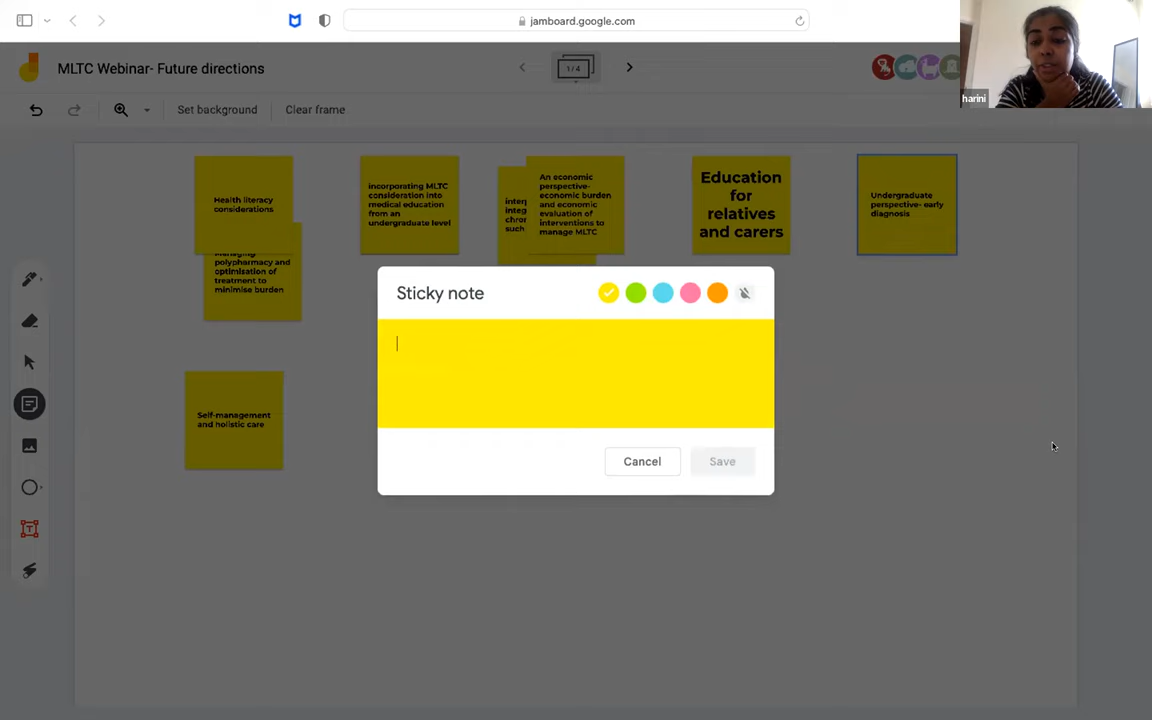 jamboard.google.com
MLTC Webinar- Future directions
1/4
harini
Set background
Clear frame
Health literacy
considerations
Managing
polypharmacy and
optimisation of
treatment to
minimise burden
incorporating MLTC
consideration into
medical education
from an
undergraduate level
integ
chron
such
An economic
perspective-
economic burden
and economic
evaluation of
interventions to
manage MLTC
Education
for
relatives
and carers
Undergraduate
perspective- early
diagnosis
Sticky note
Cancel
Save
Self-management
and holistic care
T